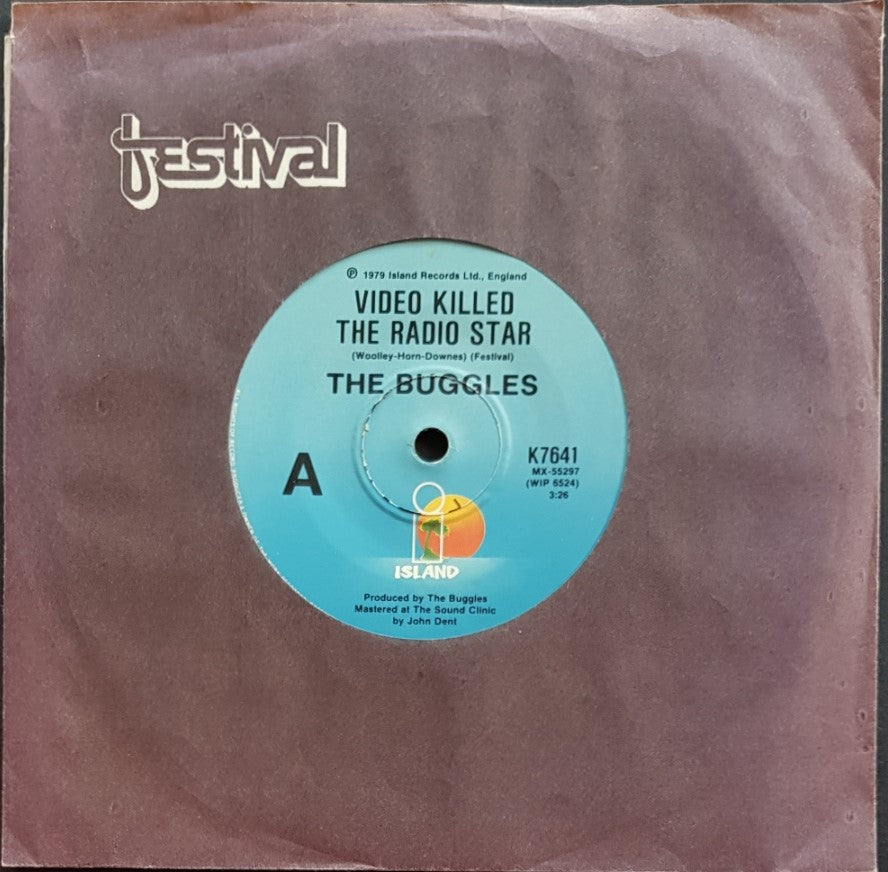 festival
℗ 1979 Island Records Ltd., England
VIDEO KILLED
THE RADIO STAR
(Woolley-Horn-Downes) (Festival)
THE BUGGLES
A
K7641
MX-55297
(WIP 6524)
3:26
ISLAND
Produced by The Buggles
Mastered at The Sound Clinic
by John Dent